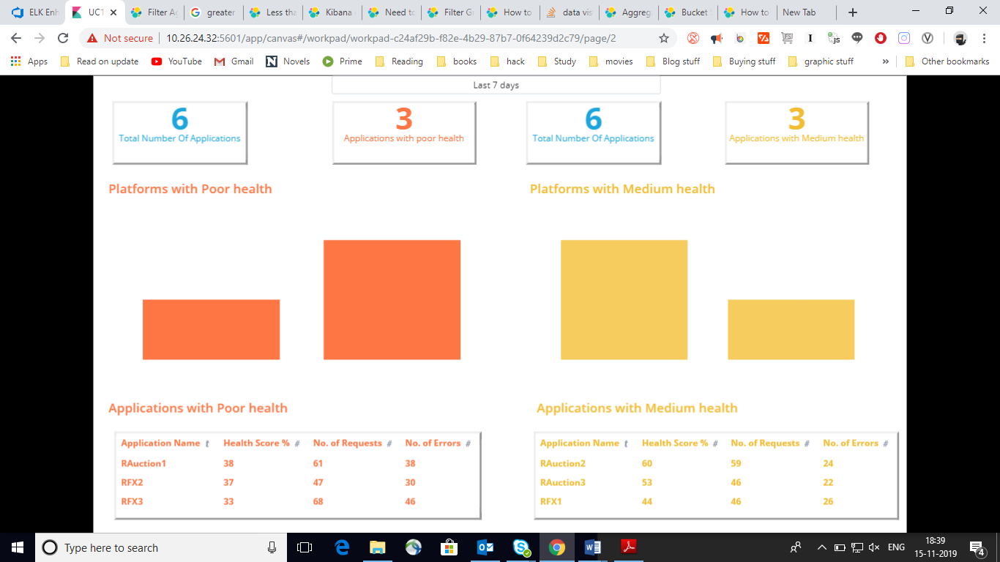 ELK Enh
UC1
Filter Ag
greater
Less tha
Kibana
Need to
Filter G
How to
data vis
Aggreg
Bucket
How to
New Tab
Not secure
10.26.24.32:5601/app/canvas#/workpad/workpad-c24af29b-f82e-4b29-87b7-0f64239d2c79/page/2
Apps
Read on update
YouTube
Gmail
Novels
Prime
Reading
books
hack
Study
movies
Blog stuff
Buying stuff
graphic stuff
»
Other bookmarks
Last 7 days
6
Total Number Of Applications
3
Applications with poor health
6
Total Number Of Applications
3
Applications with Medium health
Platforms with Poor health
Platforms with Medium health
Applications with Poor health
Application Name t Health Score % # No. of Requests # No. of Errors #
RAuction1 38 61 38
RFX2 37 47 30
RFX3 33 68 46
Applications with Medium health
Application Name t Health Score % # No. of Requests # No. of Errors #
RAuction2 60 59 24
RAuction3 53 46 22
RFX1 44 46 26
Type here to search
ENG
18:39
15-11-2019
4